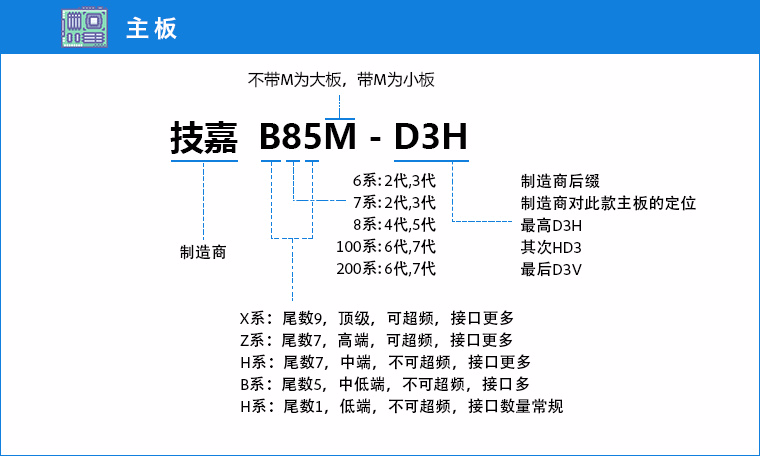 主板
不带M为大板，带M为小板
技嘉 B85M - D3H
6系:2代,3代
7系:2代,3代
8系:4代,5代
100系:6代,7代
200系:6代,7代
制造商后缀
制造商对此款主板的定位
最高D3H
其次HD3
最后D3V
制造商
X系：尾数9，顶级，可超频，接口更多
Z系：尾数7，高端，可超频，接口更多
H系：尾数7，中端，不可超频，接口更多
B系：尾数5，中低端，不可超频，接口多
H系：尾数1，低端，不可超频，接口数量常规